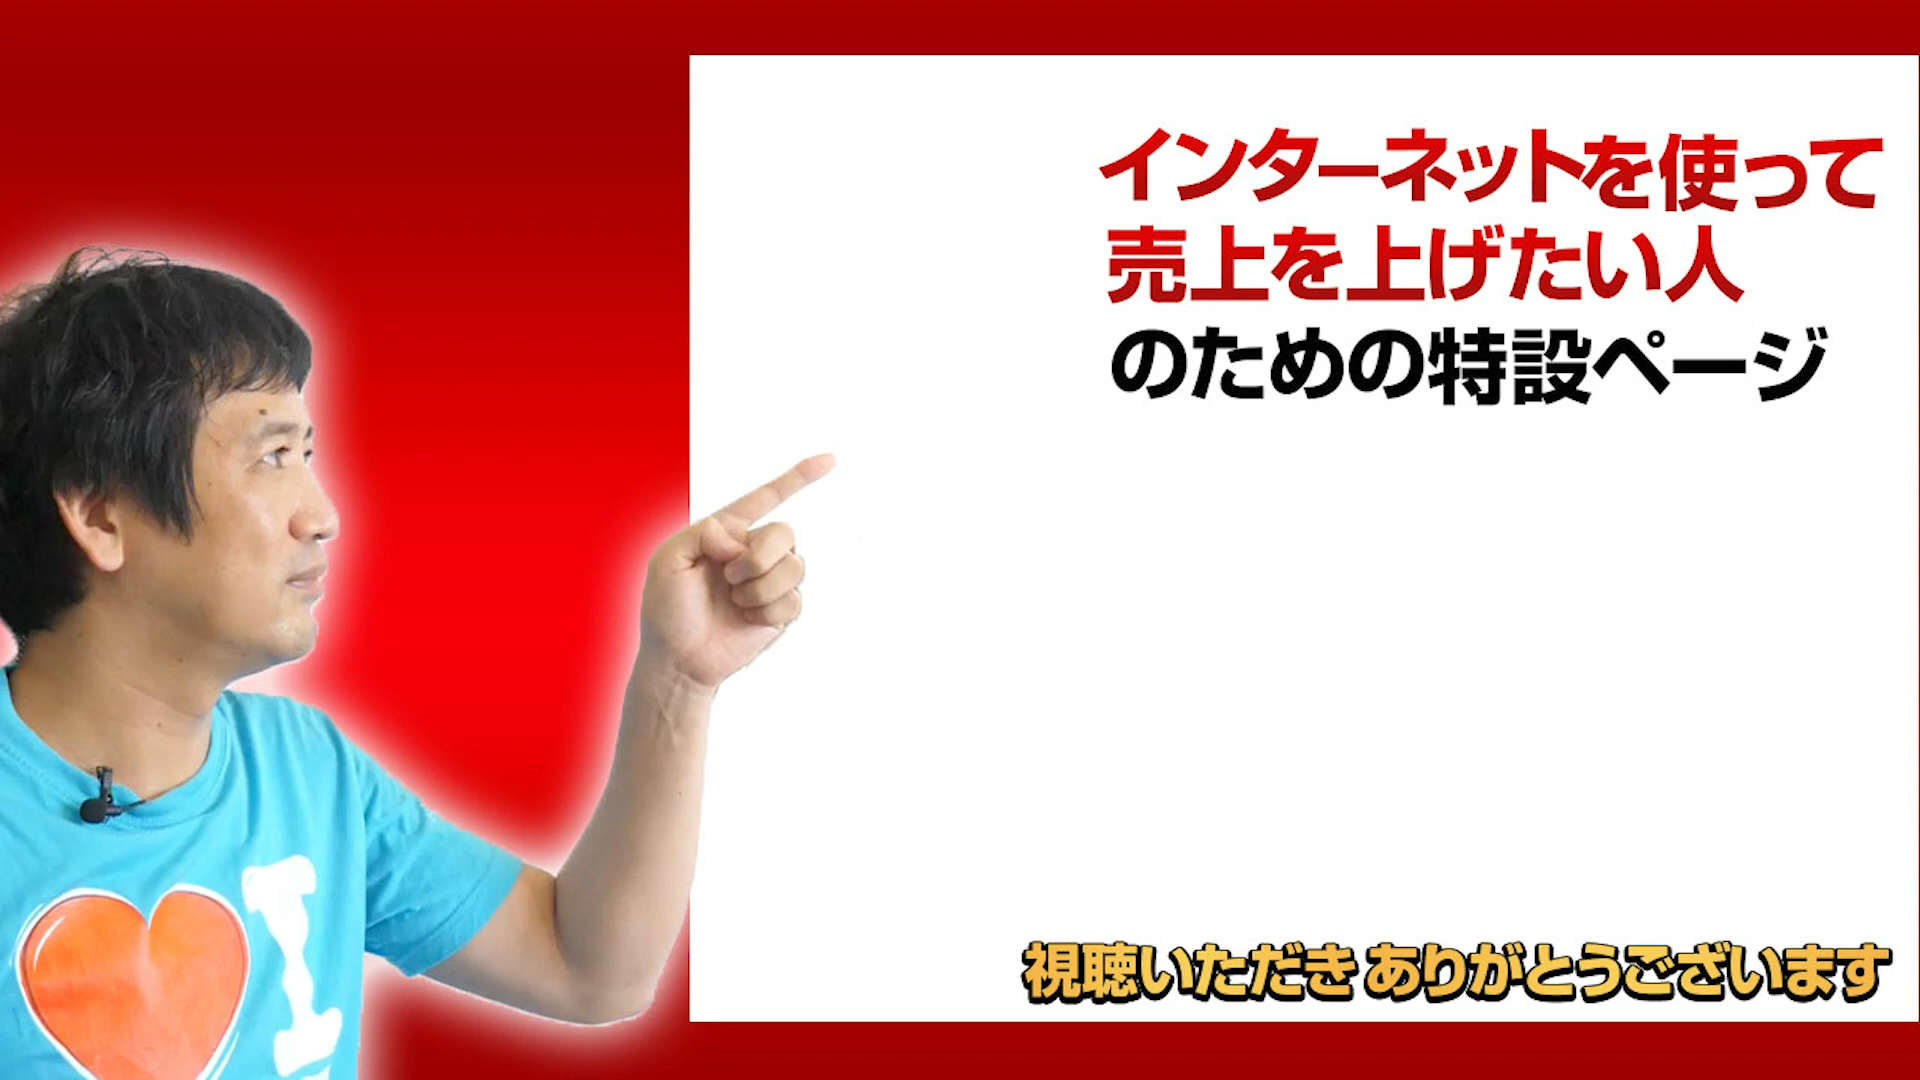 インターネットを使って
売上を上げたい人
のための特設ページ
視聴いただき ありがとうございます
I